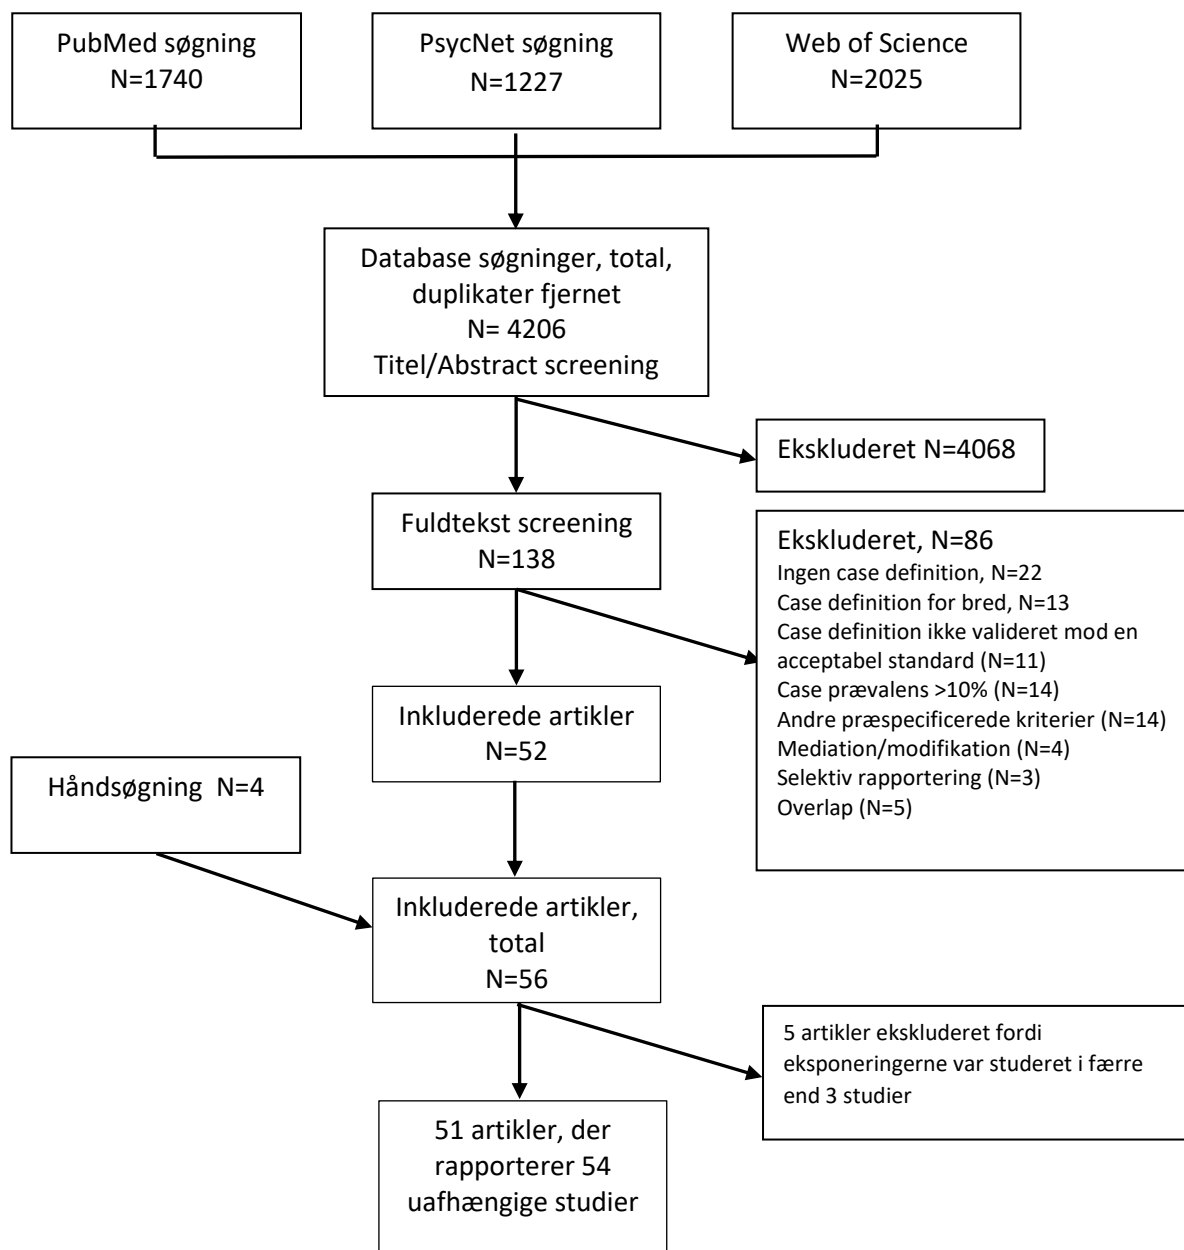 PubMed søgning
N=1740
PsycNet søgning
N=1227
Web of Science
N=2025
Database søgninger, total,
duplikater fjernet
N= 4206
Titel/Abstract screening
Ekskluderet N=4068
Fuldtekst screening
N=138
Ekskluderet, N=86
Ingen case definition, N=22
Case definition for bred, N=13
Case definition ikke valideret mod en
acceptabel standard (N=11)
Case prævalens >10% (N=14)
Andre præspecificerede kriterier (N=14)
Mediation/modifikation (N=4)
Selektiv rapportering (N=3)
Overlap (N=5)
Inkluderede artikler
N=52
Håndsøgning N=4
Inkluderede artikler,
total
N=56
5 artikler ekskluderet fordi
eksponeringerne var studeret i færre
end 3 studier
51 artikler, der
rapporterer 54
uafhængige studier